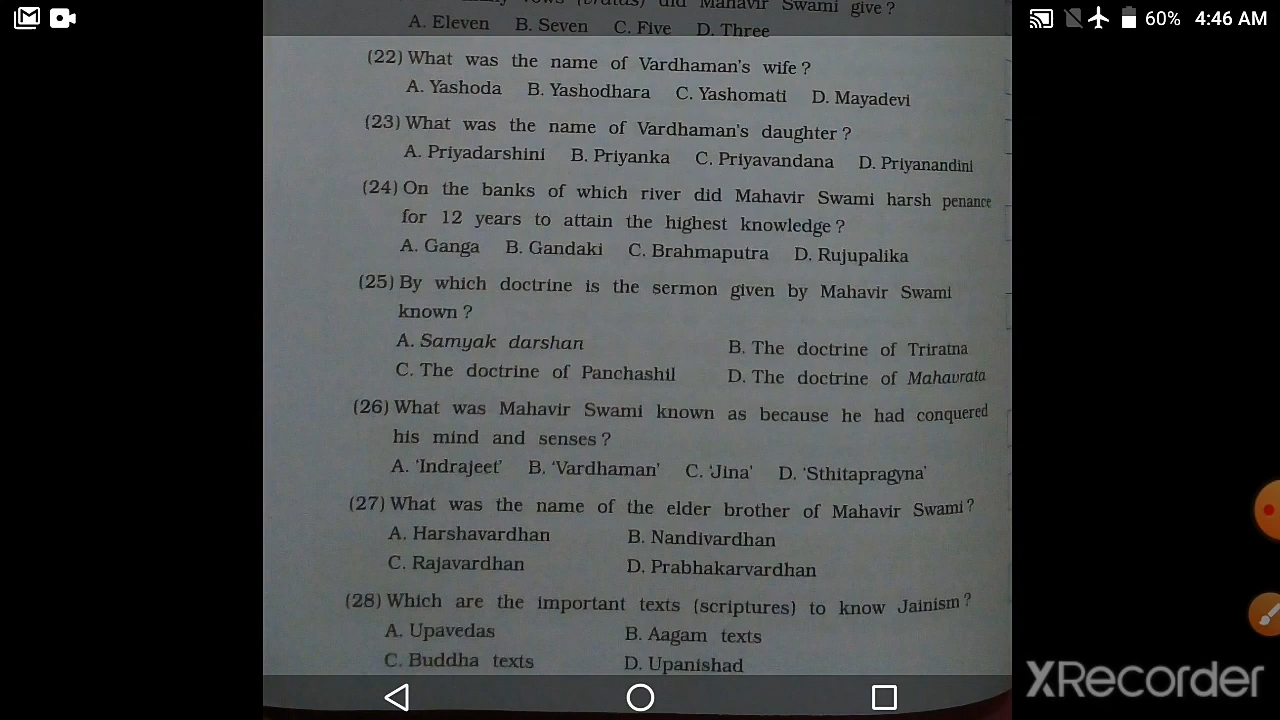 60% 4:46 AM
vows (vratas) did Mahavir Swami give ?
A. Eleven B. Seven C. Five D. Three
(22) What was the name of Vardhaman's wife ?
A. Yashoda B. Yashodhara C. Yashomati D. Mayadevi
(23) What was the name of Vardhaman's daughter ?
A. Priyadarshini B. Priyanka C. Priyavandana D. Priyanandini
(24) On the banks of which river did Mahavir Swami harsh penance
for 12 years to attain the highest knowledge ?
A. Ganga B. Gandaki C. Brahmaputra D. Rujupalika
(25) By which doctrine is the sermon given by Mahavir Swami
known ?
A. Samyak darshan B. The doctrine of Triratna
C. The doctrine of Panchashil D. The doctrine of Mahavrata
(26) What was Mahavir Swami known as because he had conquered
his mind and senses ?
A. 'Indrajeet' B. 'Vardhaman' C. 'Jina' D. 'Sthitapragyna'
(27) What was the name of the elder brother of Mahavir Swami ?
A. Harshavardhan B. Nandivardhan
C. Rajavardhan D. Prabhakarvardhan
(28) Which are the important texts (scriptures) to know Jainism ?
A. Upavedas B. Aagam texts
C. Buddha texts D. Upanishad
XRecorder